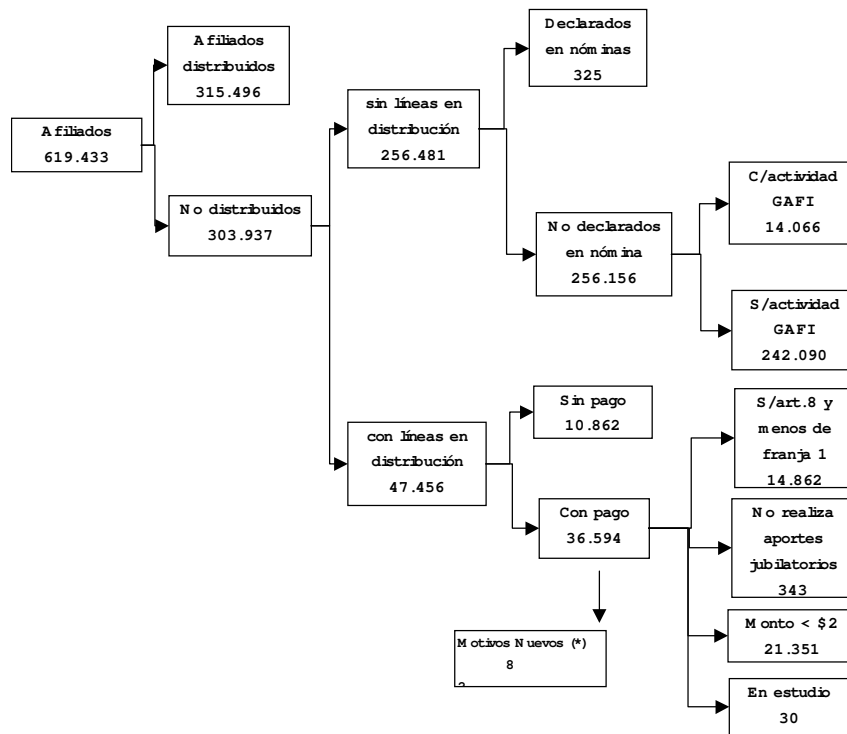 Afiliados
619.433
Afiliados
distribuidos
315.496
No distribuidos
303.937
sin líneas en
distribución
256.481
Declarados
en nóminas
325
No declarados
en nómina
256.156
C/actividad
GAFI
14.066
S/actividad
GAFI
242.090
con líneas en
distribución
47.456
Sin pago
10.862
Con pago
36.594
S/art.8 y
menos de
franja 1
14.862
No realiza
aportes
jubilatorios
343
Monto < $2
21.351
En estudio
30
Motivos Nuevos (*)
8